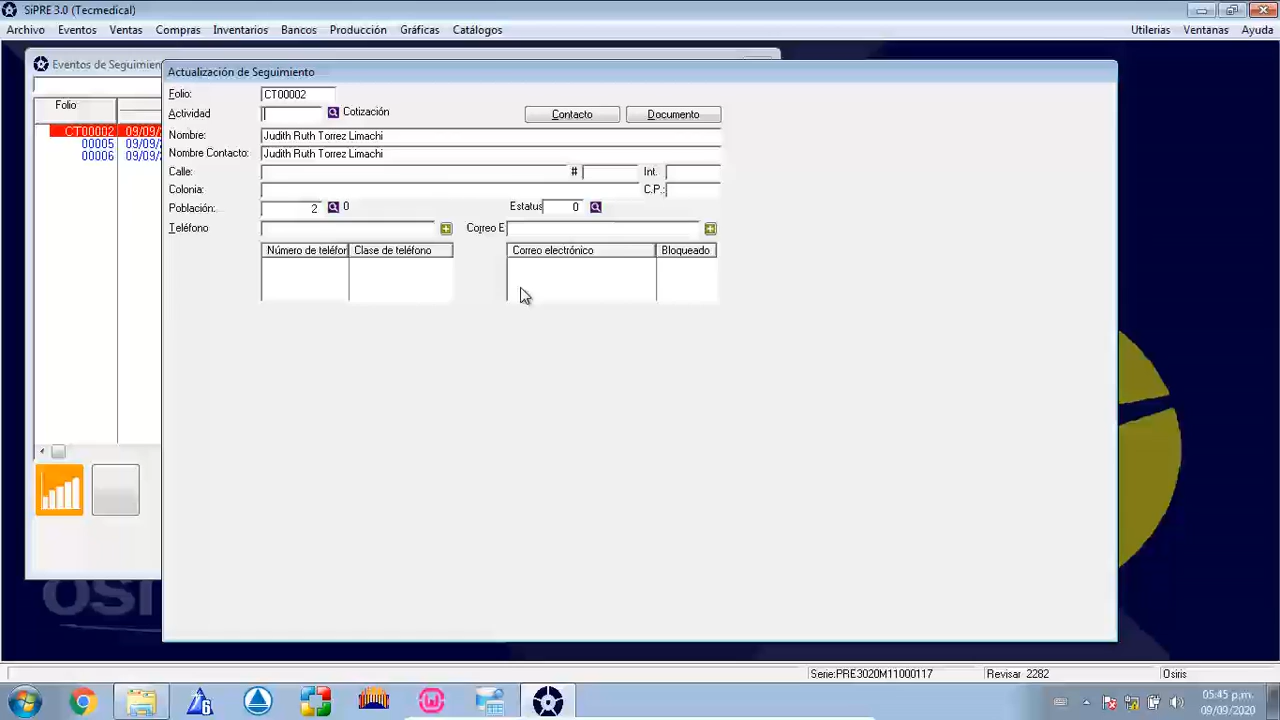 SiPRE 3.0 (Tecmedical)
Archivo Eventos Ventas Compras Inventarios Bancos Producción Gráficas Catálogos Utilerias Ventanas Ayuda
Eventos de Seguimien
Actualización de Seguimiento
Folio: CT00002
Folio
Actividad Cotización Contacto Documento
CT00002 09/09/
Nombre: Judith Ruth Torrez Limachi
00005 09/09/
Nombre Contacto: Judith Ruth Torrez Limachi
00006 09/09/
Calle: # Int.
Colonia: C.P.:
Población: 2 0 Estatus 0
Teléfono Correo E
Número de teléfor Clase de teléfono Correo electrónico Bloqueado
osi
Serie:PRE3020M11000117 Revisar 2282 Osiris
05:45 p.m.
09/09/2020